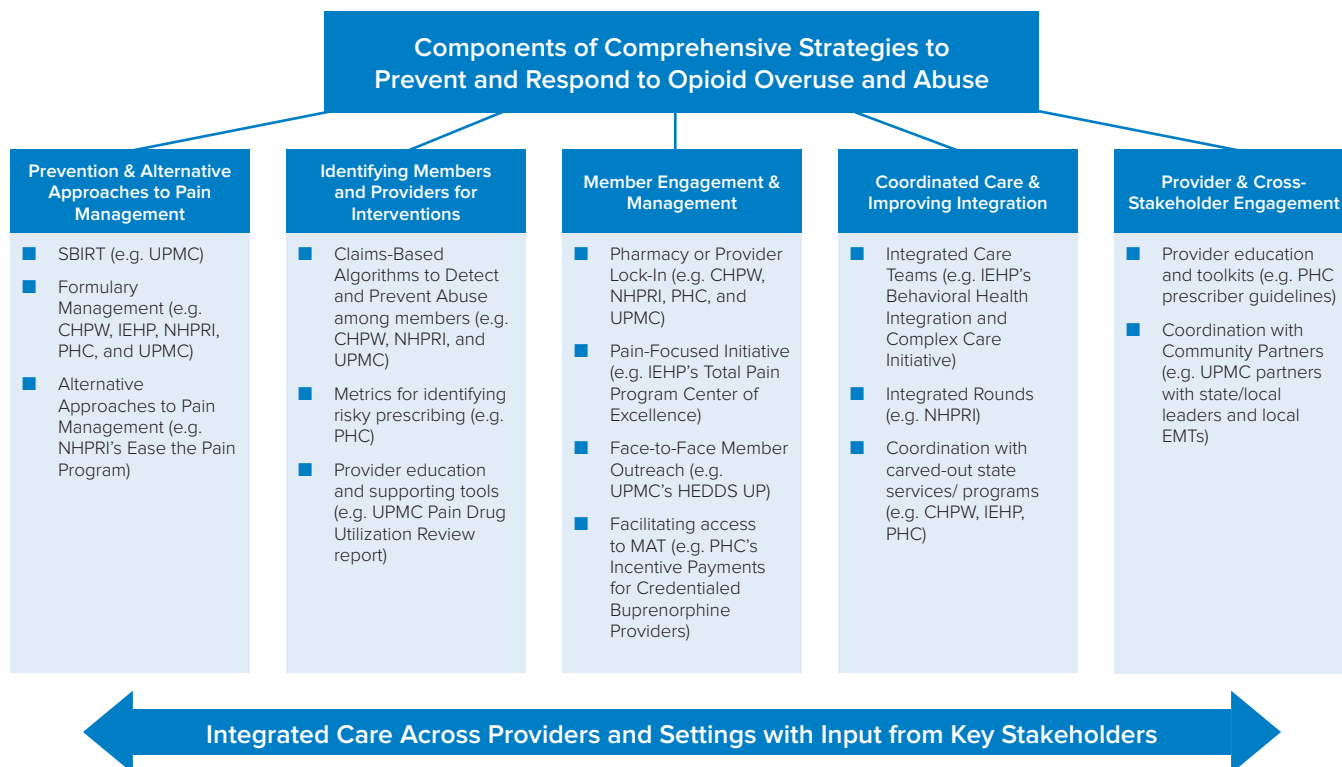 Components of Comprehensive Strategies to
Prevent and Respond to Opioid Overuse and Abuse
Prevention & Alternative
Approaches to Pain
Management
SBIRT (e.g. UPMC)
Formulary
Management (e.g.
CHPW, IEHP, NHPRI,
PHC, and UPMC)
Alternative
Approaches to Pain
Management (e.g.
NHPRI's Ease the Pain
Program)
Identifying Members
and Providers for
Interventions
Claims-Based
Algorithms to Detect
and Prevent Abuse
among members (e.g.
CHPW, NHPRI, and
UPMC)
Metrics for identifying
risky prescribing (e.g.
PHC)
Provider education
and supporting tools
(e.g. UPMC Pain Drug
Utilization Review
report)
Member Engagement &
Management
Pharmacy or Provider
Lock-In (e.g. CHPW,
NHPRI, PHC, and
UPMC)
Pain-Focused Initiative
(e.g. IEHP's Total Pain
Program Center of
Excellence)
Face-to-Face Member
Outreach (e.g.
UPMC's HEDDS UP)
Facilitating access
to MAT (e.g. PHC's
Incentive Payments
for Credentialed
Buprenorphine
Providers)
Coordinated Care &
Improving Integration
Integrated Care
Teams (e.g. IEHP's
Behavioral Health
Integration and
Complex Care
Initiative)
Integrated Rounds
(e.g. NHPRI)
Coordination with
carved-out state
services/ programs
(e.g. CHPW, IEHP,
PHC)
Provider & Cross-
Stakeholder Engagement
Provider education
and toolkits (e.g. PHC
prescriber guidelines)
Coordination with
Community Partners
(e.g. UPMC partners
with state/local
leaders and local
EMTs)
Integrated Care Across Providers and Settings with Input from Key Stakeholders